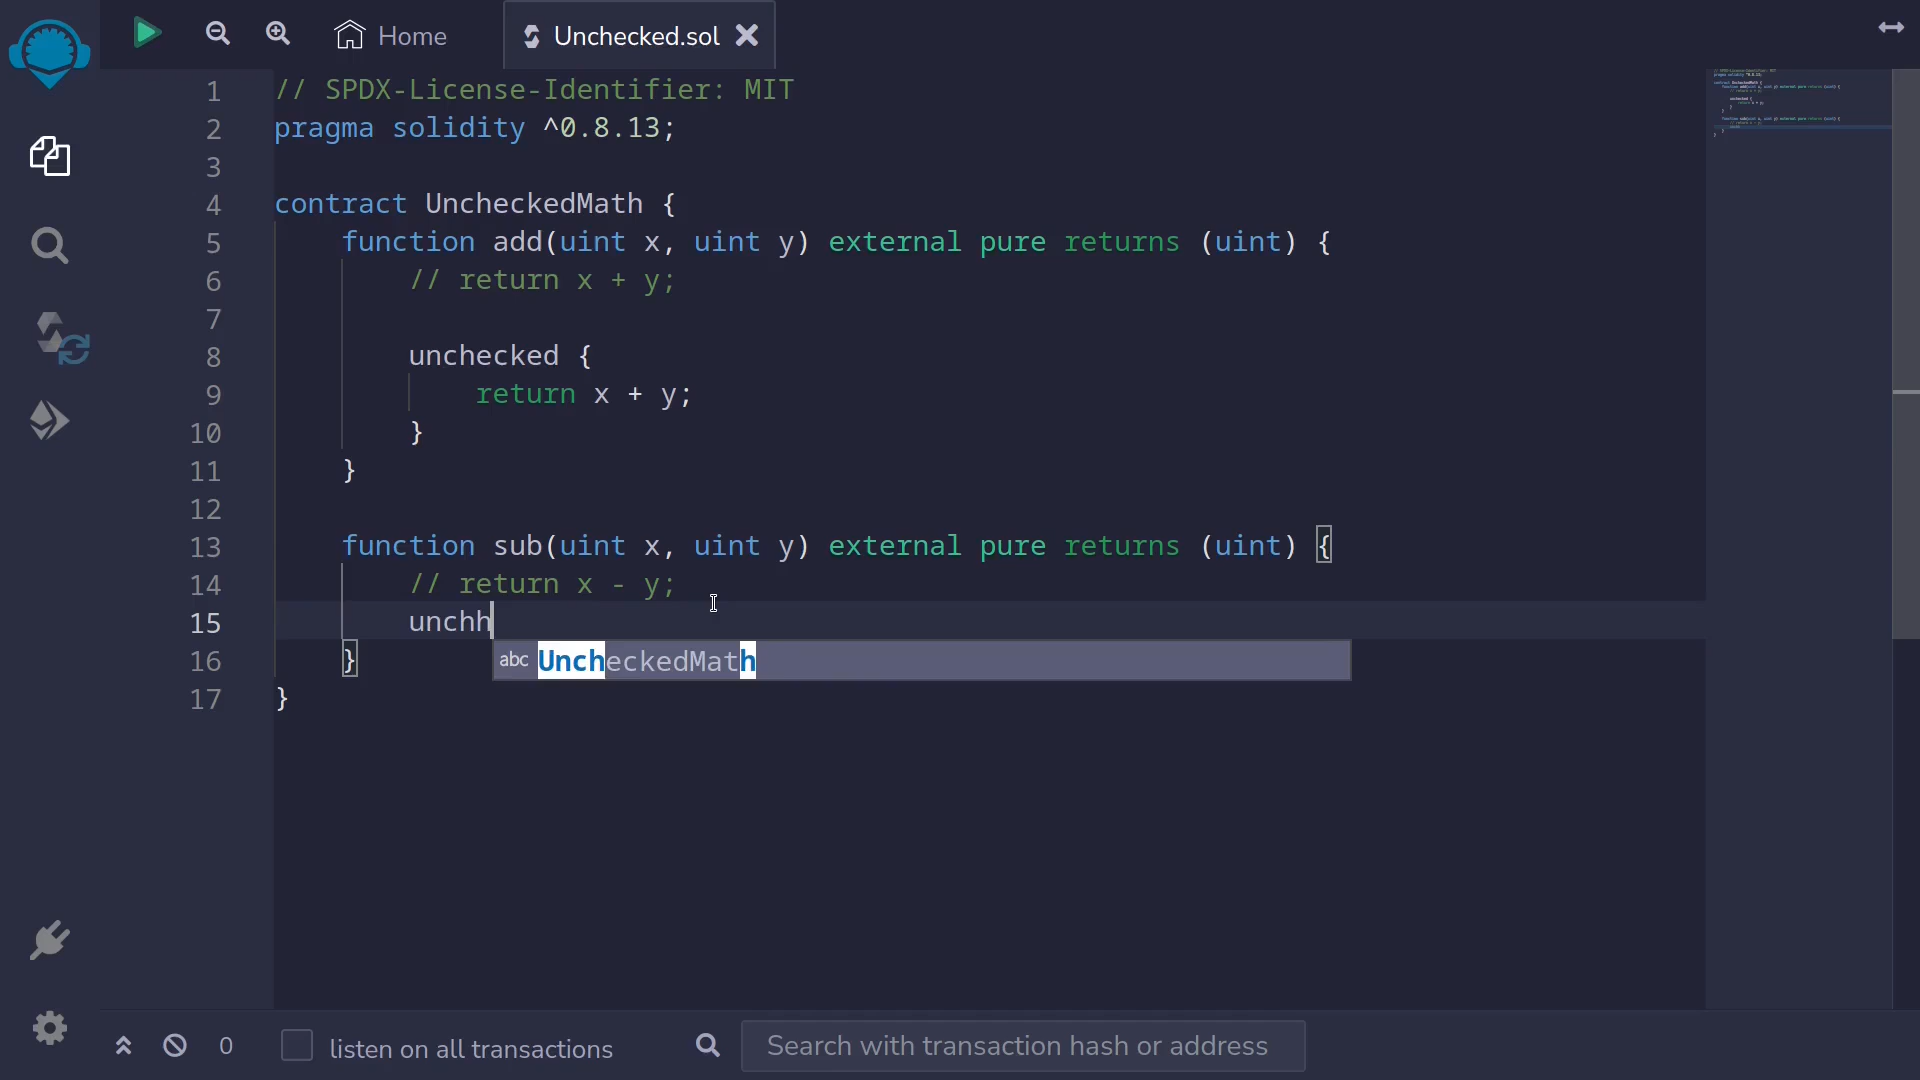 Home
Unchecked.sol
1 // SPDX-License-Identifier: MIT
2 pragma solidity ^0.8.13;
3
4 contract UncheckedMath {
5     function add(uint x, uint y) external pure returns (uint) {
6         // return x + y;
7
8         unchecked {
9             return x + y;
10         }
11     }
12
13     function sub(uint x, uint y) external pure returns (uint) {
14         // return x - y;
15         unchh
abc UncheckedMath
16     }
17 }
0 listen on all transactions Search with transaction hash or address